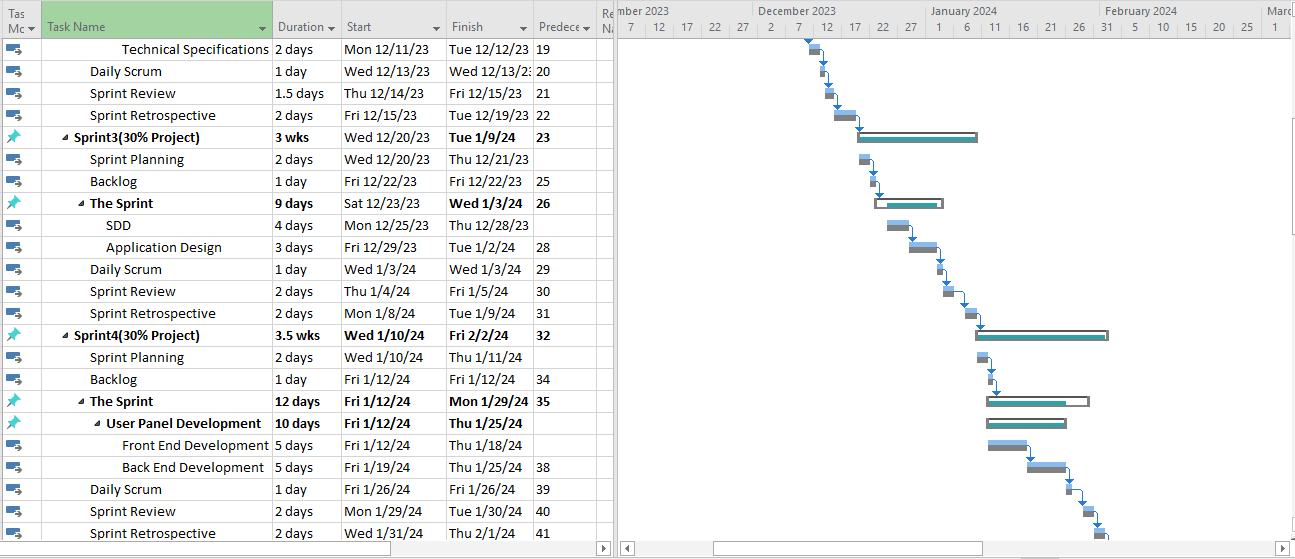 Tas Mc Task Name Duration Start Finish Predece Re Na
mber 2023 December 2023 January 2024 February 2024 Marc
7 12 17 22 27 2 7 12 17 22 27 1 6 11 16 21 26 31 5 10 15 20 25 1
Technical Specifications 2 days Mon 12/11/23 Tue 12/12/23 19
Daily Scrum 1 day Wed 12/13/23 Wed 12/13/23 20
Sprint Review 1.5 days Thu 12/14/23 Fri 12/15/23 21
Sprint Retrospective 2 days Fri 12/15/23 Tue 12/19/23 22
Sprint3(30% Project) 3 wks Wed 12/20/23 Tue 1/9/24 23
Sprint Planning 2 days Wed 12/20/23 Thu 12/21/23
Backlog 1 day Fri 12/22/23 Fri 12/22/23 25
The Sprint 9 days Sat 12/23/23 Wed 1/3/24 26
SDD 4 days Mon 12/25/23 Thu 12/28/23
Application Design 3 days Fri 12/29/23 Tue 1/2/24 28
Daily Scrum 1 day Wed 1/3/24 Wed 1/3/24 29
Sprint Review 2 days Thu 1/4/24 Fri 1/5/24 30
Sprint Retrospective 2 days Mon 1/8/24 Tue 1/9/24 31
Sprint4(30% Project) 3.5 wks Wed 1/10/24 Fri 2/2/24 32
Sprint Planning 2 days Wed 1/10/24 Thu 1/11/24
Backlog 1 day Fri 1/12/24 Fri 1/12/24 34
The Sprint 12 days Fri 1/12/24 Mon 1/29/24 35
User Panel Development 10 days Fri 1/12/24 Thu 1/25/24
Front End Development 5 days Fri 1/12/24 Thu 1/18/24
Back End Development 5 days Fri 1/19/24 Thu 1/25/24 38
Daily Scrum 1 day Fri 1/26/24 Fri 1/26/24 39
Sprint Review 2 days Mon 1/29/24 Tue 1/30/24 40
Sprint Retrospective 2 days Wed 1/31/24 Thu 2/1/24 41